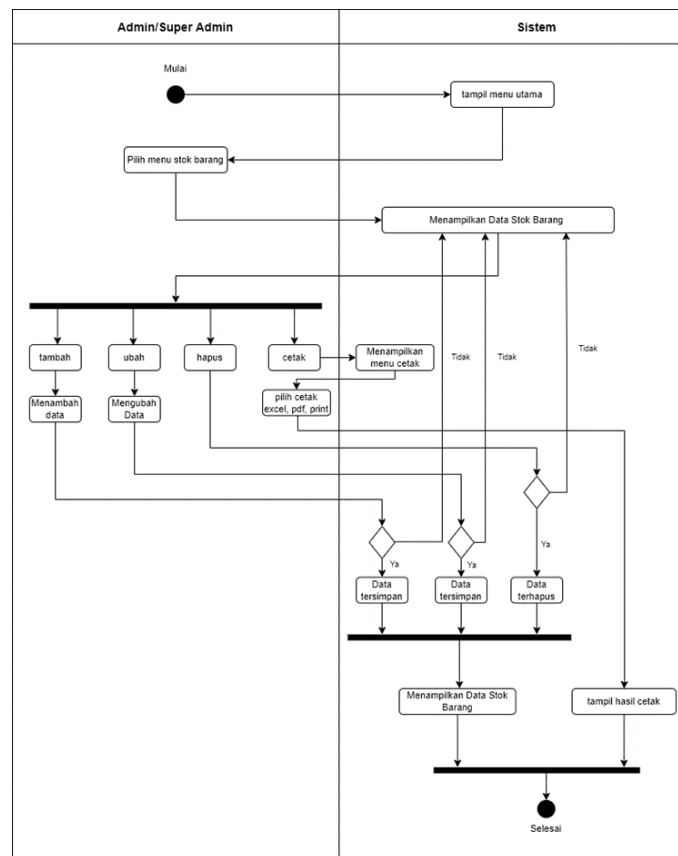 Admin/Super Admin
Sistem
Mulai
tampil menu utama
Pilih menu stok barang
Menampilkan Data Stok Barang
tambah
ubah
hapus
cetak
Menampilkan
menu cetak
Tidak
Tidak
Tidak
Menambah
data
Mengubah
Data
pilih cetak
excel, pdf, print
Ya
Ya
Ya
Data
tersimpan
Data
tersimpan
Data
terhapus
Menampilkan Data Stok
Barang
tampil hasil cetak
Selesai